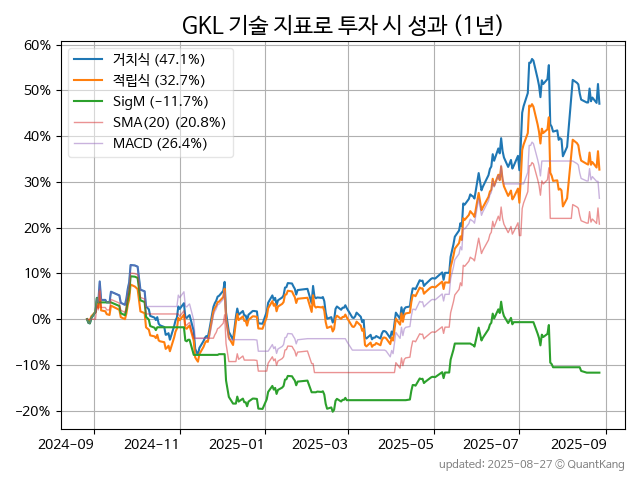 GKL 기술 지표로 투자 시 성과 (1년)
60%
50%
40%
30%
20%
10%
0%
−10%
−20%
거치식 (47.1%)
적립식 (32.7%)
SigM (−11.7%)
SMA(20) (20.8%)
MACD (26.4%)
2024-09 2024-11 2025-01 2025-03 2025-05 2025-07 2025-09
updated: 2025-08-27 © QuantKang